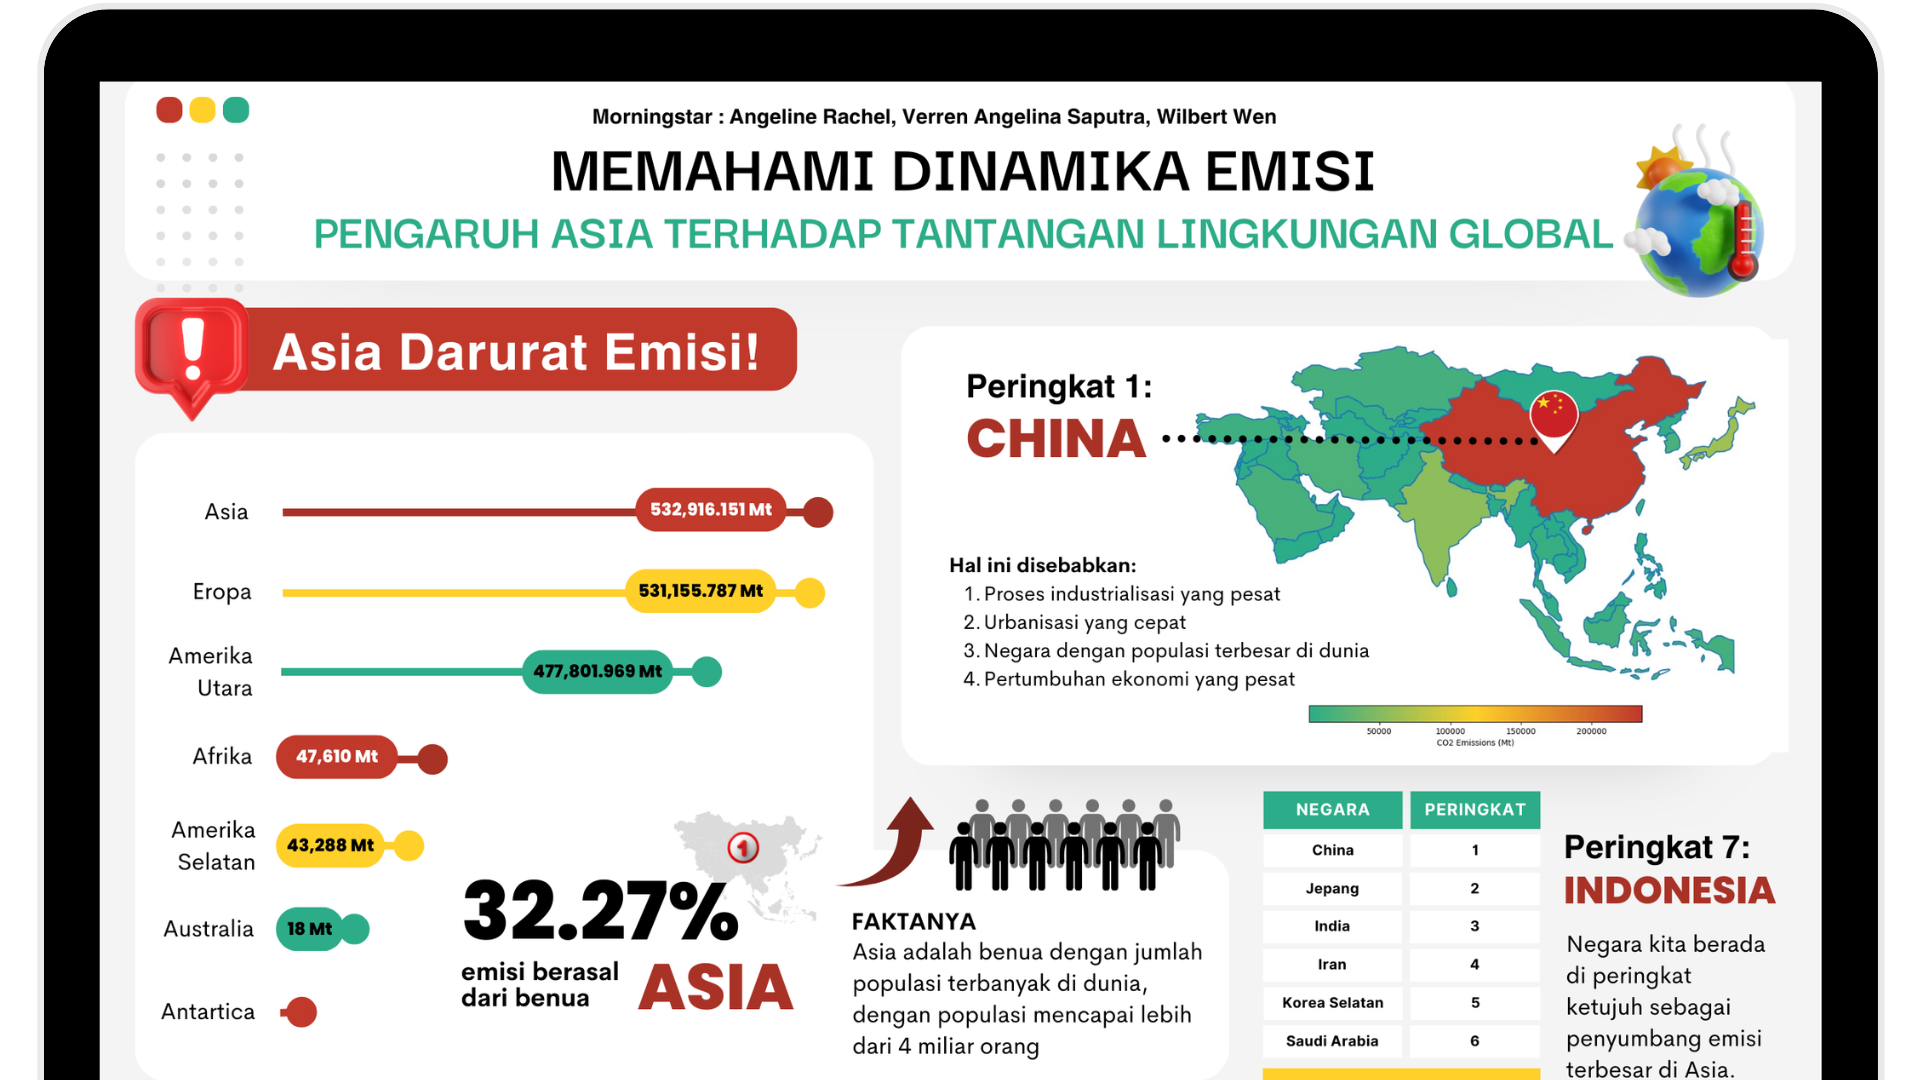 Morningstar : Angeline Rachel, Verren Angelina Saputra, Wilbert Wen
MEMAHAMI DINAMIKA EMISI
PENGARUH ASIA TERHADAP TANTANGAN LINGKUNGAN GLOBAL
Asia Darurat Emisi!
Asia
532,916.151 Mt
Eropa
531,155.787 Mt
Amerika
Utara
477,801.969 Mt
Afrika
47,610 Mt
Amerika
Selatan
43,288 Mt
Australia
18 Mt
Antartica
1
32.27%
emisi berasal
dari benua
ASIA
Peringkat 1:
CHINA
Hal ini disebabkan:
1. Proses industrialisasi yang pesat
2. Urbanisasi yang cepat
3. Negara dengan populasi terbesar di dunia
4. Pertumbuhan ekonomi yang pesat
50000 100000 150000 200000
CO2 Emissions (Mt)
FAKTANYA
Asia adalah benua dengan jumlah
populasi terbanyak di dunia,
dengan populasi mencapai lebih
dari 4 miliar orang
NEGARA PERINGKAT
China 1
Jepang 2
India 3
Iran 4
Korea Selatan 5
Saudi Arabia 6
Peringkat 7:
INDONESIA
Negara kita berada
di peringkat
ketujuh sebagai
penyumbang emisi
terbesar di Asia.